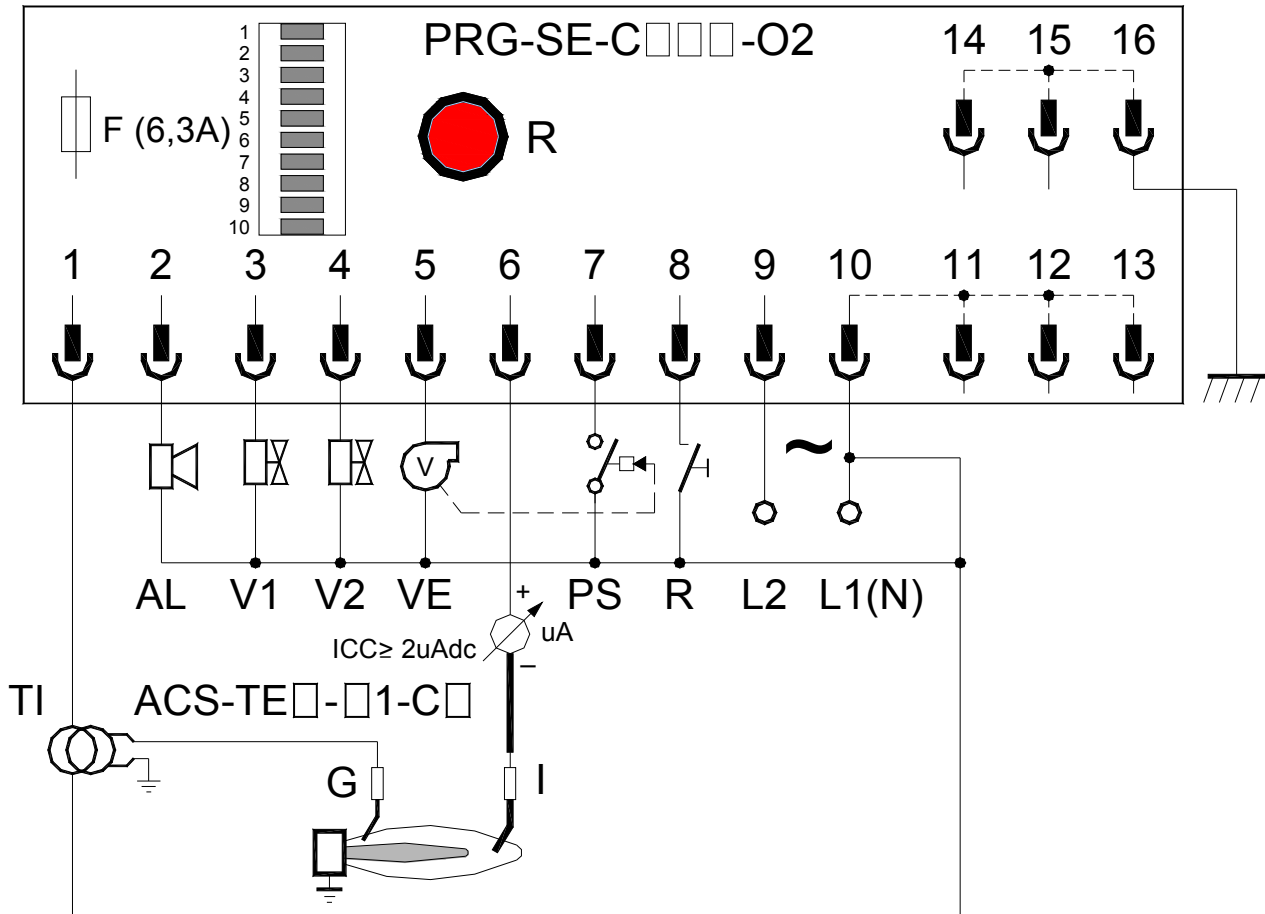 PRG-SE-C□□□-O2
1
2
3
4
5
6
7
8
9
10
F (6,3A)
R
14 15 16
1 2 3 4 5 6 7 8 9 10 11 12 13
V
~
AL V1 V2 VE PS R L2 L1(N)
+
uA
ICC≥ 2uAdc
–
TI ACS-TE□-□1-C□
G I